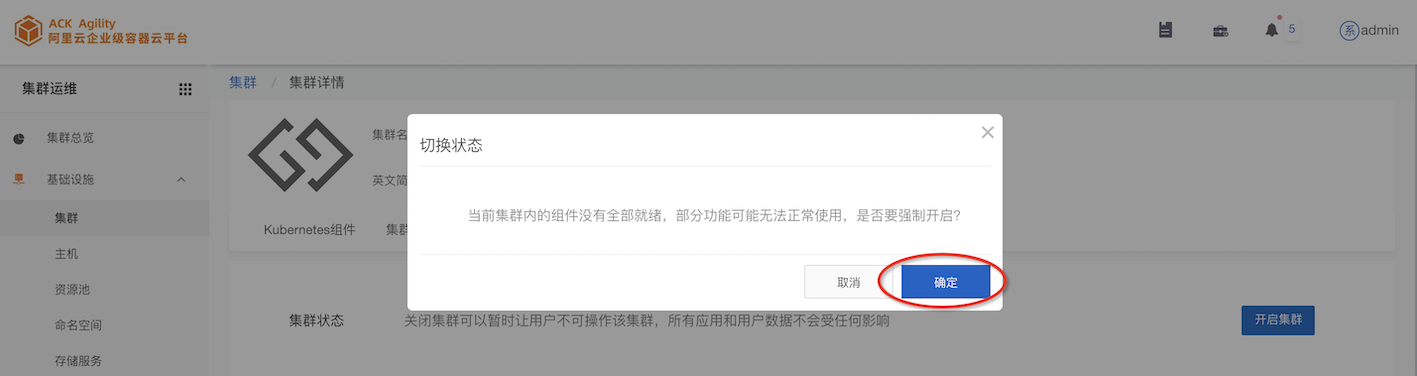 ACK Agility
阿里云企业级容器云平台
5
系 admin
集群运维
集群 / 集群详情
集群总览
基础设施
集群
主机
资源池
命名空间
存储服务
集群名
英文简
Kubernetes组件
集群
切换状态
当前集群内的组件没有全部就绪，部分功能可能无法正常使用，是否要强制开启？
取消
确定
集群状态
关闭集群可以暂时让用户不可操作该集群，所有应用和用户数据不会受任何影响
开启集群